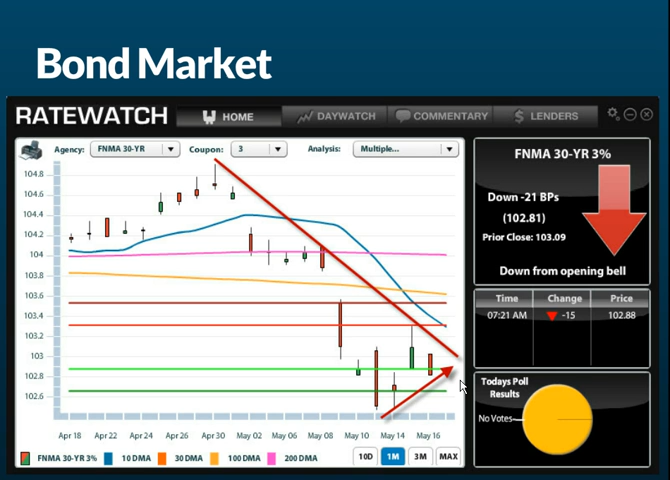 Bond Market
RATEWATCH
HOME
DAYWATCH
COMMENTARY
$ LENDERS
Agency: FNMA 30-YR Coupon: 3 Analysis: Multiple...
104.8
104.6
104.4
104.2
104
103.8
103.6
103.4
103.2
103
102.8
102.6
Apr 18 Apr 22 Apr 24 Apr 26 Apr 30 May 02 May 06 May 08 May 10 May 14 May 16
FNMA 30-YR 3% 10 DMA 30 DMA 100 DMA 200 DMA 10D 1M 3M MAX
FNMA 30-YR 3%
Down -21 BPs
(102.81)
Prior Close: 103.09
Down from opening bell
Time Change Price
07:21 AM -15 102.88
Todays Poll
Results
No Votes